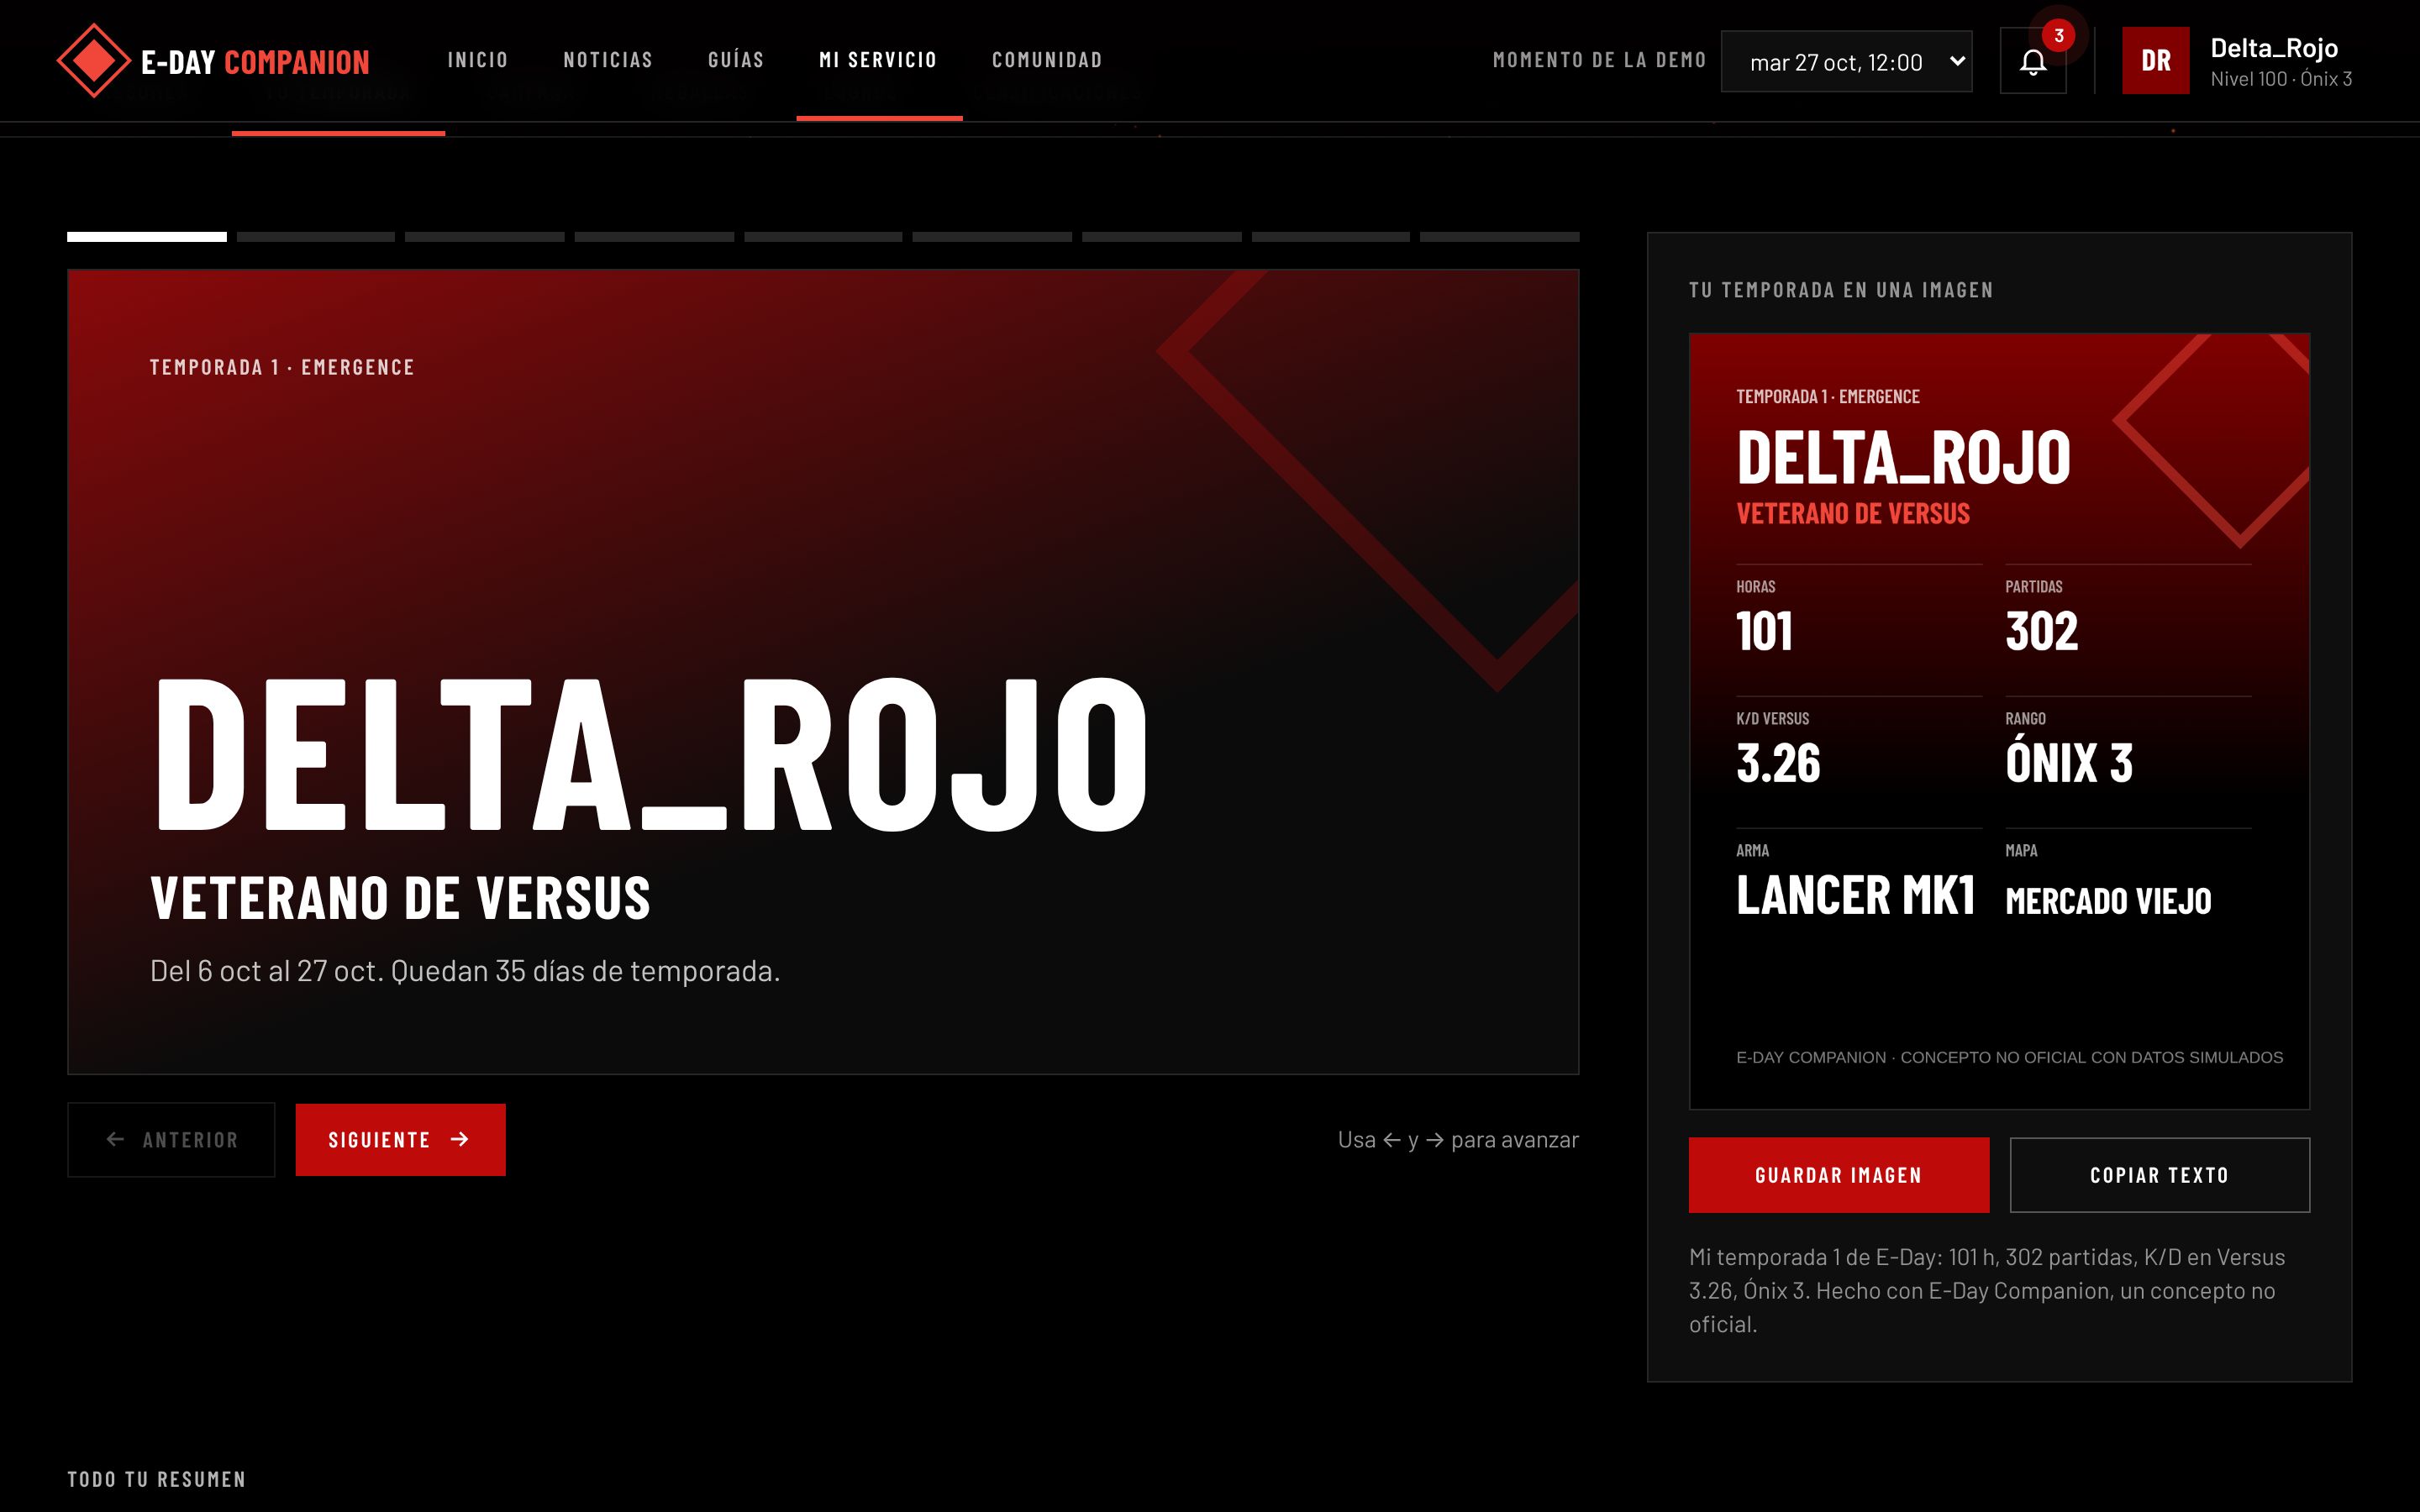 E-DAY COMPANION
INICIO
NOTICIAS
GUÍAS
MI SERVICIO
COMUNIDAD
MOMENTO DE LA DEMO
mar 27 oct, 12:00
3
DR
Delta_Rojo
Nivel 100 · Ónix 3
TEMPORADA 1 · EMERGENCE
DELTA_ROJO
VETERANO DE VERSUS
Del 6 oct al 27 oct. Quedan 35 días de temporada.
← ANTERIOR
SIGUIENTE →
Usa ← y → para avanzar
TU TEMPORADA EN UNA IMAGEN
TEMPORADA 1 · EMERGENCE
DELTA_ROJO
VETERANO DE VERSUS
HORAS
101
PARTIDAS
302
K/D VERSUS
3.26
RANGO
ÓNIX 3
ARMA
LANCER MK1
MAPA
MERCADO VIEJO
E-DAY COMPANION · CONCEPTO NO OFICIAL CON DATOS SIMULADOS
GUARDAR IMAGEN
COPIAR TEXTO
Mi temporada 1 de E-Day: 101 h, 302 partidas, K/D en Versus
3.26, Ónix 3. Hecho con E-Day Companion, un concepto no
oficial.
TODO TU RESUMEN